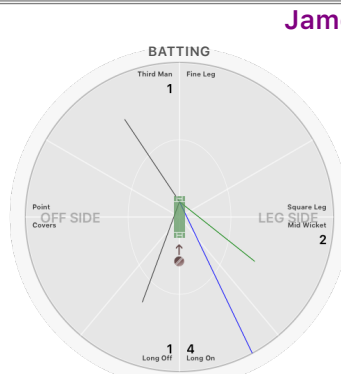 Jam
BATTING
Third Man Fine Leg
1
Point Square Leg
OFF SIDE LEG SIDE
Covers Mid Wicket
2
1 4
Long Off Long On